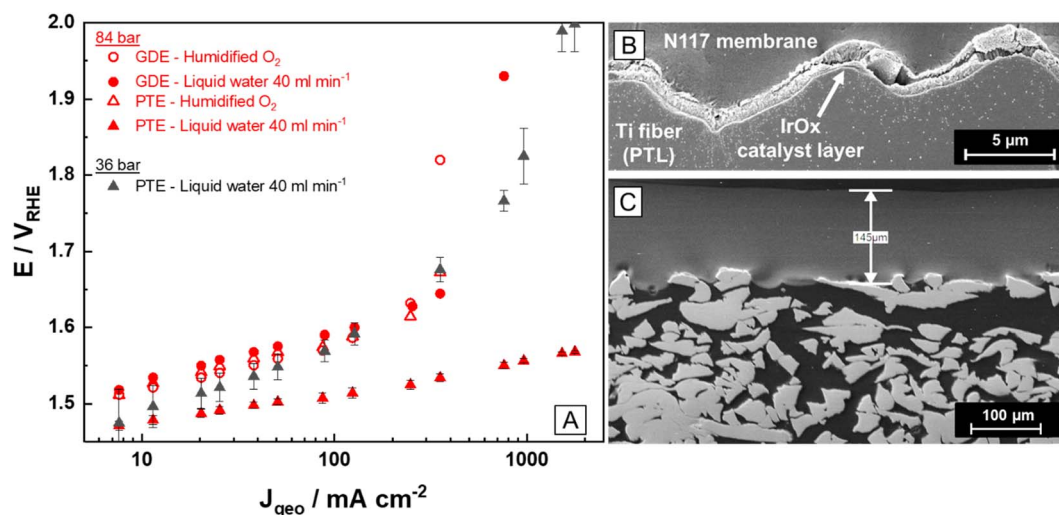 84 bar
GDE - Humidified O₂
GDE - Liquid water 40 ml min⁻¹
PTE - Humidified O₂
PTE - Liquid water 40 ml min⁻¹
36 bar
PTE - Liquid water 40 ml min⁻¹
2.0
1.9
1.8
1.7
1.6
1.5
E / V_RHE
10
100
1000
J_geo / mA cm⁻²
A
B
N117 membrane
Ti fiber
(PTL)
IrOx
catalyst layer
5 µm
C
145µm
100 µm